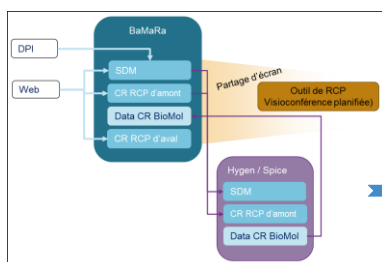 BaMaRa
DPI
SDM
Web
CR RCP d'amont
Data CR BioMol
CR RCP d'aval
Partage d'écran
Outil de RCP
Visioconférence planifiée)
Hygen / Spice
SDM
CR RCP d'amont
Data CR BioMol